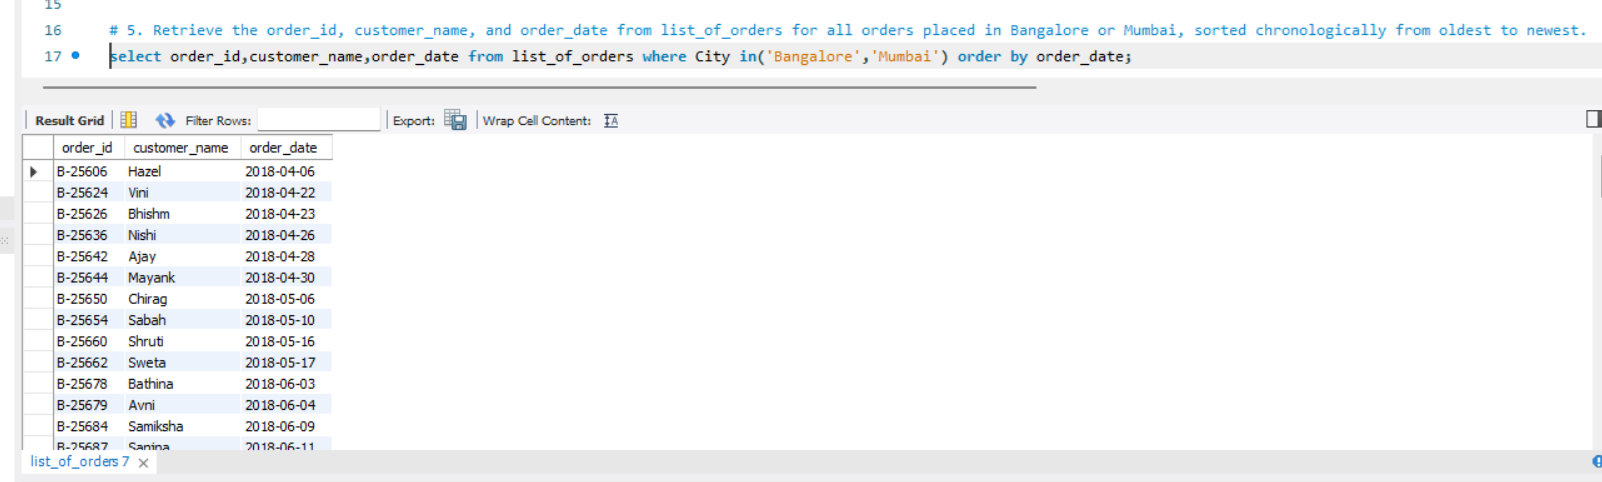 15
16 # 5. Retrieve the order_id, customer_name, and order_date from list_of_orders for all orders placed in Bangalore or Mumbai, sorted chronologically from oldest to newest.
17 select order_id,customer_name,order_date from list_of_orders where City in('Bangalore','Mumbai') order by order_date;
Result Grid Filter Rows: Export: Wrap Cell Content: IA
order_id customer_name order_date
B-25606 Hazel 2018-04-06
B-25624 Vini 2018-04-22
B-25626 Bhishm 2018-04-23
B-25636 Nishi 2018-04-26
B-25642 Ajay 2018-04-28
B-25644 Mayank 2018-04-30
B-25650 Chirag 2018-05-06
B-25654 Sabah 2018-05-10
B-25660 Shruti 2018-05-16
B-25662 Sweta 2018-05-17
B-25678 Bathina 2018-06-03
B-25679 Avni 2018-06-04
B-25684 Samiksha 2018-06-09
B-25687 2018-06-11
list_of_orders 7